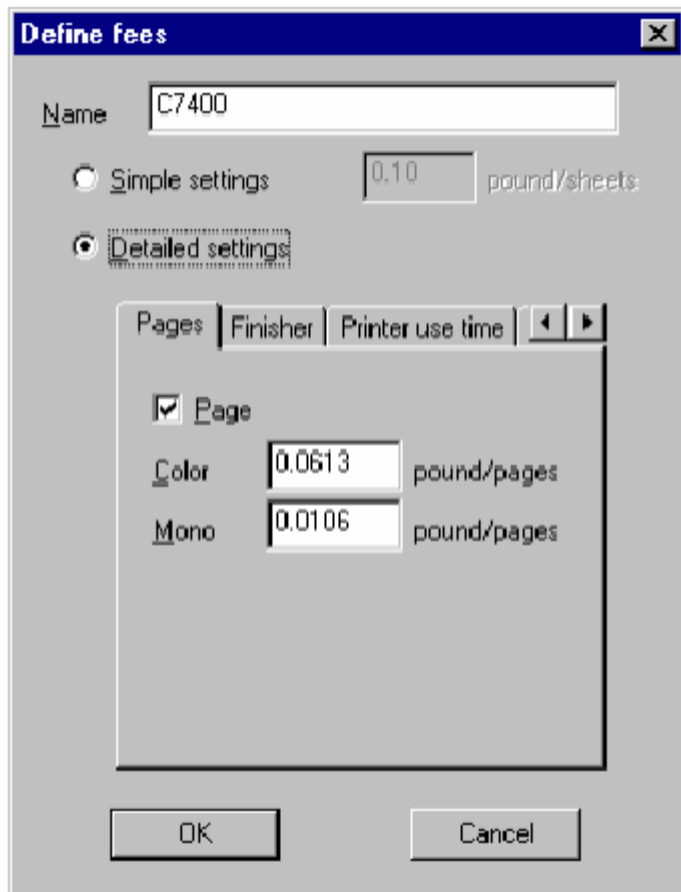 Define fees
Name C7400
Simple settings 0.10 pound/sheets
Detailed settings
Pages Finisher Printer use time
Page
Color 0.0613 pound/pages
Mono 0.0106 pound/pages
OK Cancel